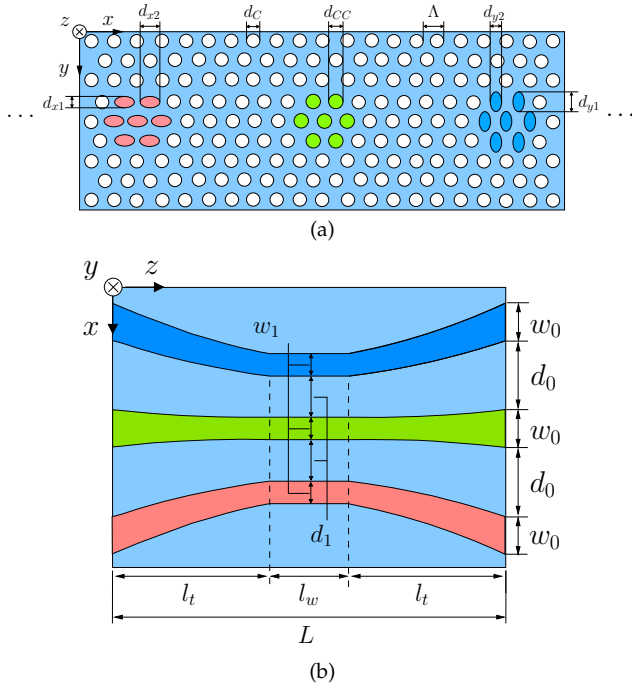 z x d_{x2} d_C d_{CC} Λ d_{y2}
y
d_{x1} d_{y1}
... ...
(a)
y z
x w_1 w_0
d_0
w_0
d_0
d_1 w_0
l_t l_w l_t
L
(b)